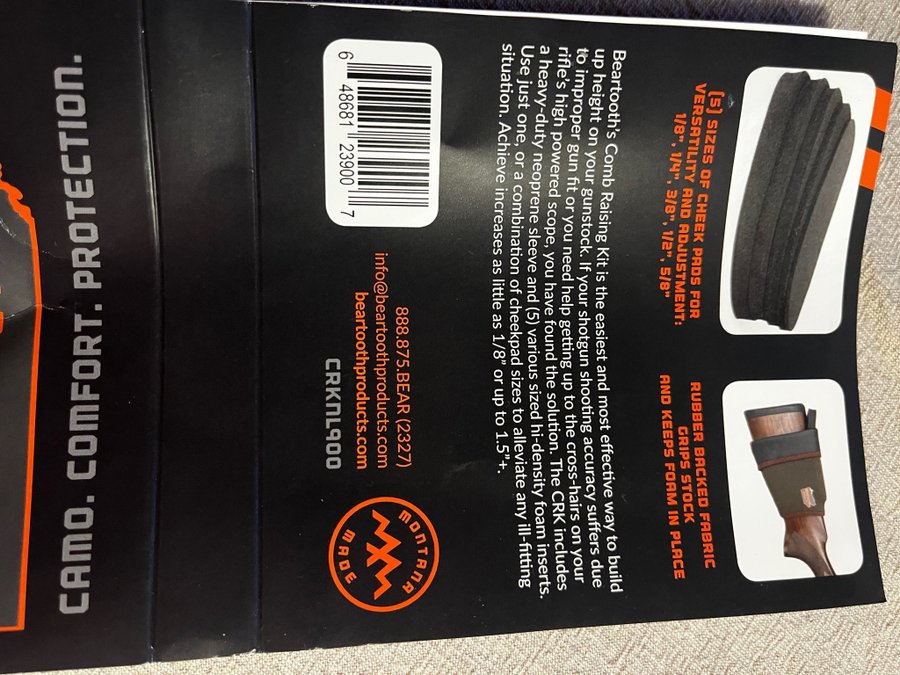 (5) SIZES OF CHEEK PADS FOR
VERSATILITY AND ADJUSTMENT:
1/8", 1/4", 3/8", 1/2", 5/8"
RUBBER BACKED FABRIC
GRIPS STOCK
AND KEEPS FOAM IN PLACE
Beartooth's Comb Raising Kit is the easiest and most effective way to build
up height on your gunstock. If your shotgun shooting accuracy suffers due
to improper gun fit or you need help getting up to the cross-hairs on your
rifle's high powered scope, you have found the solution. The CRK includes
a heavy-duty neoprene sleeve and (5) various sized hi-density foam inserts.
Use just one, or a combination of cheekpad sizes to alleviate any ill-fitting
situation. Achieve increases as little as 1/8" or up to 1.5"+.
6 48681 23900 7
888.875.BEAR (2327)
info@beartoothproducts.com
beartoothproducts.com
CRKNL900
MONTANA
MADE
CAMO. COMFORT. PROTECTION.